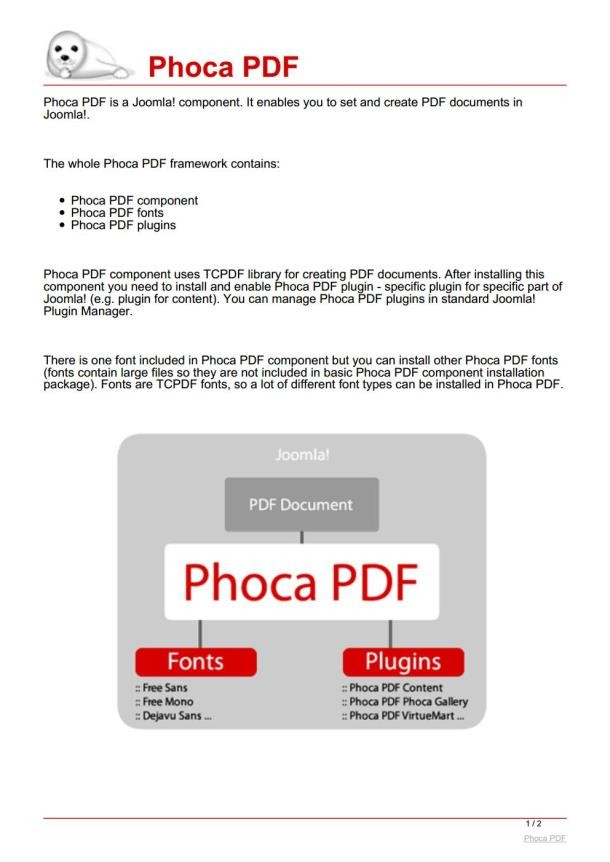 Phoca PDF
Phoca PDF is a Joomla! component. It enables you to set and create PDF documents in
Joomla!.
The whole Phoca PDF framework contains:
• Phoca PDF component
• Phoca PDF fonts
• Phoca PDF plugins
Phoca PDF component uses TCPDF library for creating PDF documents. After installing this
component you need to install and enable Phoca PDF plugin - specific plugin for specific part of
Joomla! (e.g. plugin for content). You can manage Phoca PDF plugins in standard Joomla!
Plugin Manager.
There is one font included in Phoca PDF component but you can install other Phoca PDF fonts
(fonts contain large files so they are not included in basic Phoca PDF component installation
package). Fonts are TCPDF fonts, so a lot of different font types can be installed in Phoca PDF.
Joomla!
PDF Document
Phoca PDF
Fonts
:: Free Sans
:: Free Mono
:: Dejavu Sans ...
Plugins
:: Phoca PDF Content
:: Phoca PDF Phoca Gallery
:: Phoca PDF VirtueMart ...
1 / 2
Phoca PDF